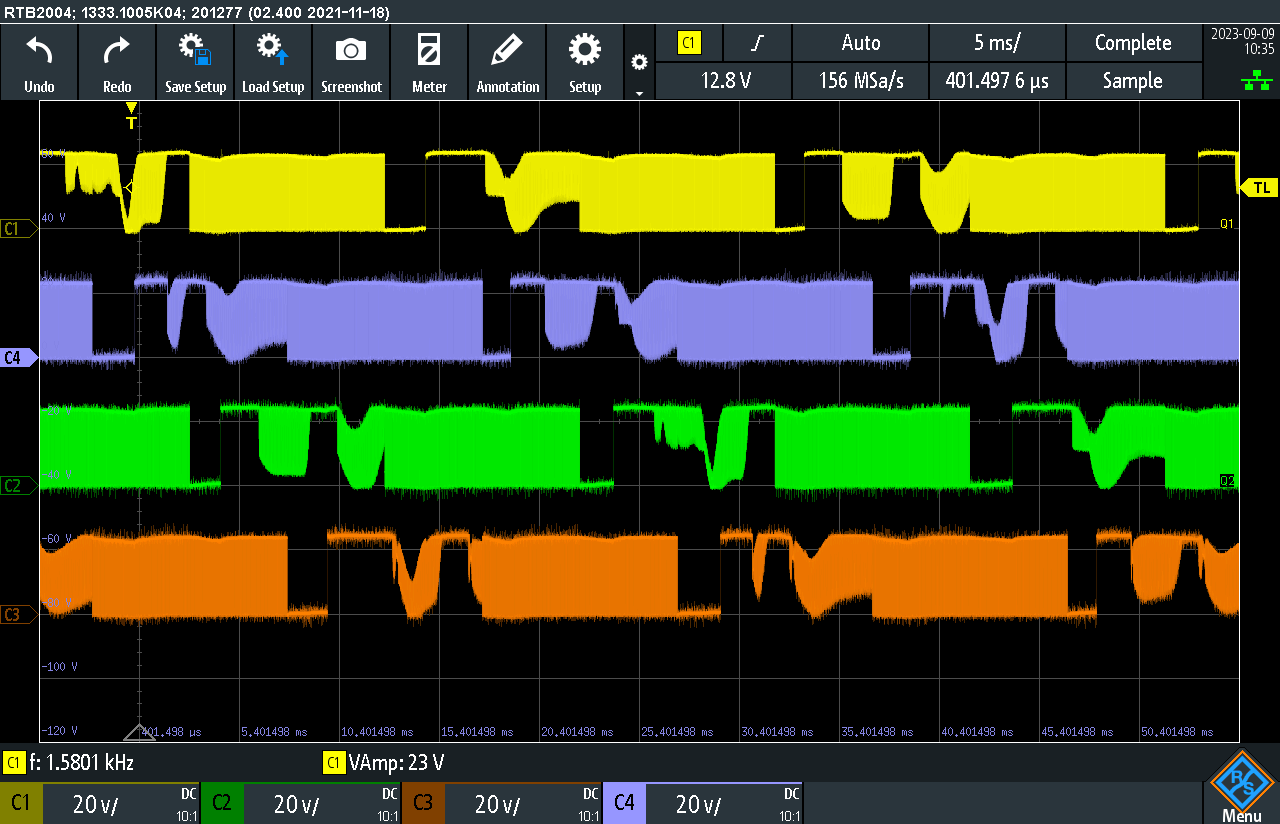 RTB2004; 1333.1005K04; 201277 (02.400 2021-11-18)
Undo
Redo
Save Setup
Load Setup
Screenshot
Meter
Annotation
Setup
C1
Auto
5 ms/
Complete
12.8 V
156 MSa/s
401.497 6 µs
Sample
2023-09-09
10:35
T
TL
40 V
C1
Q1
C4
-20 V
-40 V
C2
Q2
-60 V
-80 V
C3
-100 V
-120 V
401.498 µs
5.401498 ms
10.401498 ms
15.401498 ms
20.401498 ms
25.401498 ms
30.401498 ms
35.401498 ms
40.401498 ms
45.401498 ms
50.401498 ms
C1 f: 1.5801 kHz
C1 VAmp: 23 V
C1 20 v/ DC 10:1
C2 20 v/ DC 10:1
C3 20 v/ DC 10:1
C4 20 v/ DC 10:1
R S
Menu